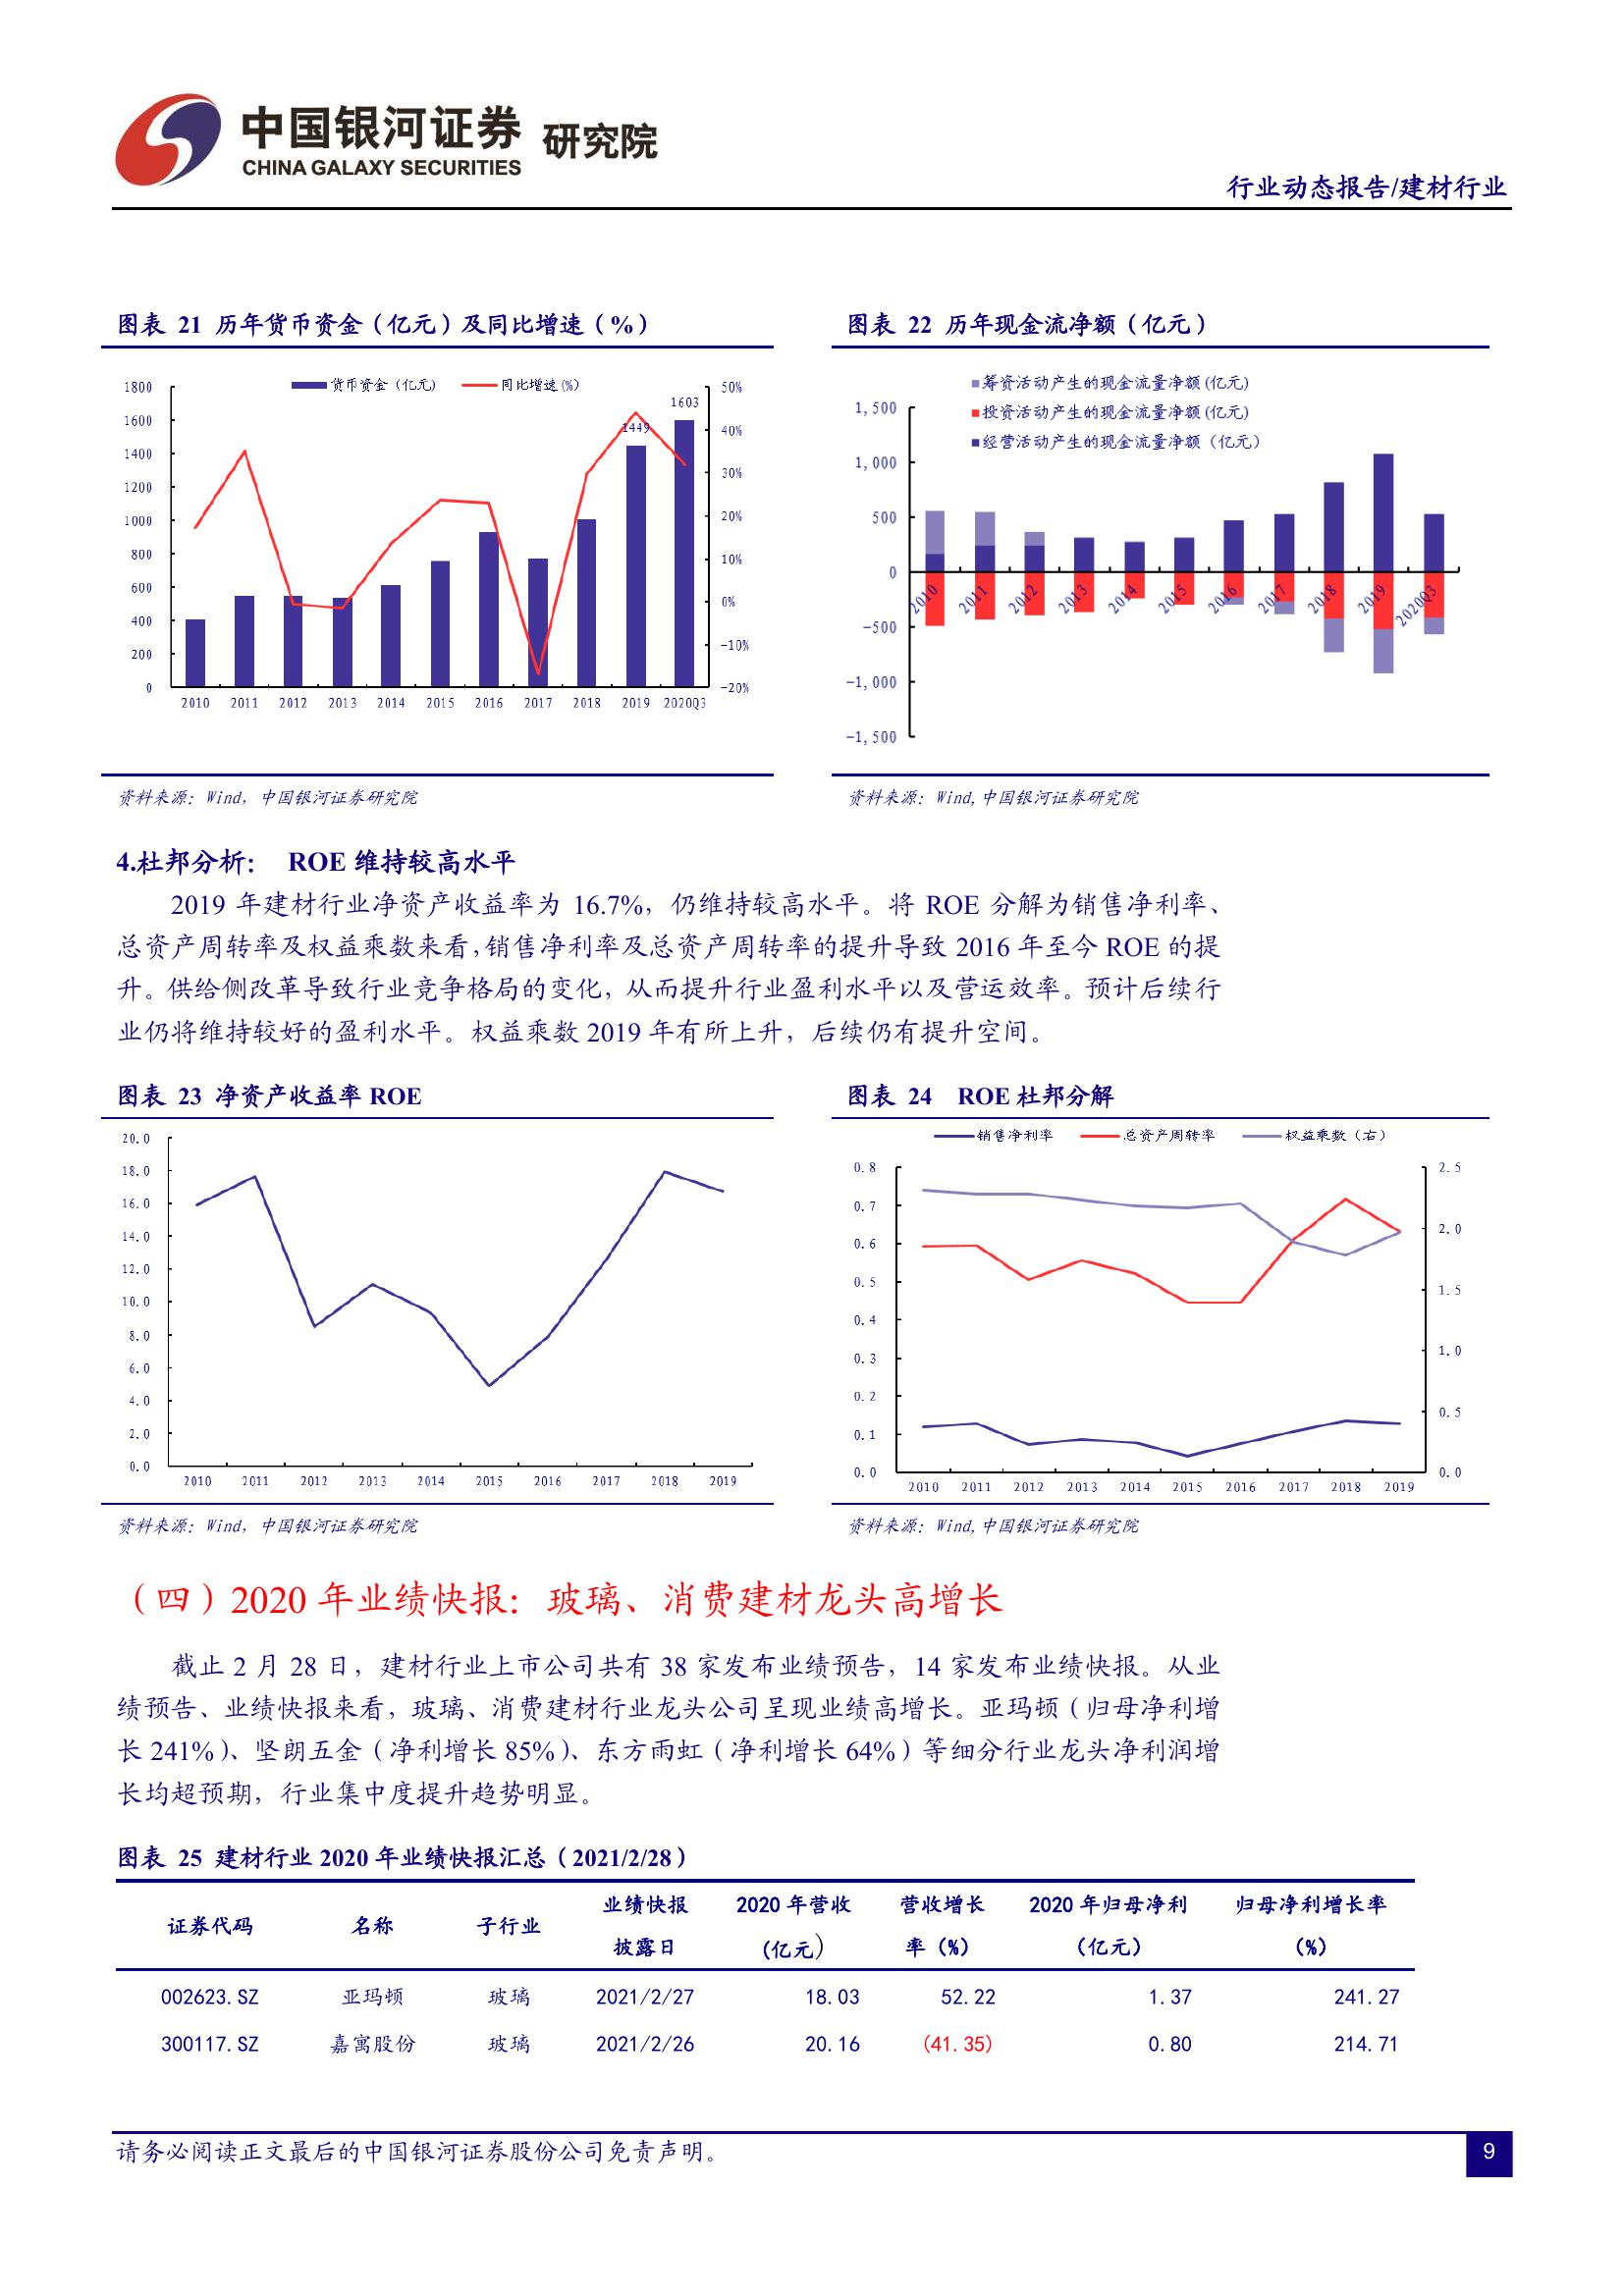 中国银河证券 研究院
CHINA GALAXY SECURITIES
行业动态报告/建材行业
图表 21 历年货币资金（亿元）及同比增速（%）
货币资金（亿元） 同比增速(%)
1800
1600
1400
1200
1000
800
600
400
200
0
1449
1603
50%
40%
30%
20%
10%
0%
-10%
-20%
2010 2011 2012 2013 2014 2015 2016 2017 2018 2019 2020Q3
资料来源：Wind，中国银河证券研究院
图表 22 历年现金流净额（亿元）
筹资活动产生的现金流量净额(亿元)
投资活动产生的现金流量净额(亿元)
经营活动产生的现金流量净额（亿元）
1,500
1,000
500
0
-500
-1,000
-1,500
2010 2011 2012 2013 2014 2015 2016 2017 2018 2019 2020Q3
资料来源：Wind,中国银河证券研究院
4.杜邦分析： ROE 维持较高水平
2019 年建材行业净资产收益率为 16.7%，仍维持较高水平。将 ROE 分解为销售净利率、
总资产周转率及权益乘数来看，销售净利率及总资产周转率的提升导致 2016 年至今 ROE 的提
升。供给侧改革导致行业竞争格局的变化，从而提升行业盈利水平以及营运效率。预计后续行
业仍将维持较好的盈利水平。权益乘数 2019 年有所上升，后续仍有提升空间。
图表 23 净资产收益率 ROE
20.0
18.0
16.0
14.0
12.0
10.0
8.0
6.0
4.0
2.0
0.0
2010 2011 2012 2013 2014 2015 2016 2017 2018 2019
资料来源：Wind，中国银河证券研究院
图表 24 ROE 杜邦分解
销售净利率 总资产周转率 权益乘数（右）
0.8
0.7
0.6
0.5
0.4
0.3
0.2
0.1
0.0
2.5
2.0
1.5
1.0
0.5
0.0
2010 2011 2012 2013 2014 2015 2016 2017 2018 2019
资料来源：Wind,中国银河证券研究院
（四）2020 年业绩快报：玻璃、消费建材龙头高增长
截止 2 月 28 日，建材行业上市公司共有 38 家发布业绩预告，14 家发布业绩快报。从业
绩预告、业绩快报来看，玻璃、消费建材行业龙头公司呈现业绩高增长。亚玛顿（归母净利增
长 241%）、坚朗五金（净利增长 85%）、东方雨虹（净利增长 64%）等细分行业龙头净利润增
长均超预期，行业集中度提升趋势明显。
图表 25 建材行业 2020 年业绩快报汇总（2021/2/28）
证券代码 名称 子行业 业绩快报 2020 年营收 营收增长 2020 年归母净利 归母净利增长率
披露日 (亿元) 率（%） （亿元） （%）
002623.SZ 亚玛顿 玻璃 2021/2/27 18.03 52.22 1.37 241.27
300117.SZ 嘉寓股份 玻璃 2021/2/26 20.16 (41.35) 0.80 214.71
请务必阅读正文最后的中国银河证券股份公司免责声明。
9